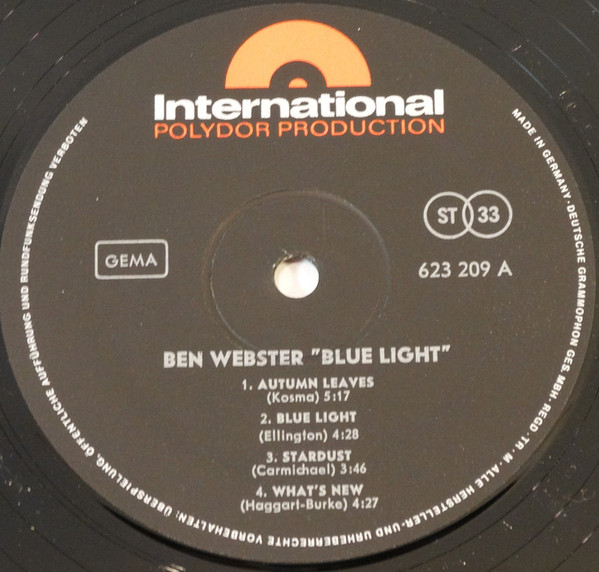 International
POLYDOR PRODUCTION
MADE IN GERMANY · DEUTSCHE GRAMMOPHON GES. MBH · REGD · TR · M · ALLE HERSTELLER- UND URHEBERRECHTE VORBEHALTEN: ÜBERSPIELUNG, ÖFFENTLICHE AUFFÜHRUNG UND RUNDFUNKSENDUNG VERBOTEN
GEMA
ST 33
623 209 A
BEN WEBSTER "BLUE LIGHT"
1. AUTUMN LEAVES
(Kosma) 5:17
2. BLUE LIGHT
(Ellington) 4:28
3. STARDUST
(Carmichael) 3:46
4. WHAT'S NEW
(Haggart-Burke) 4:27